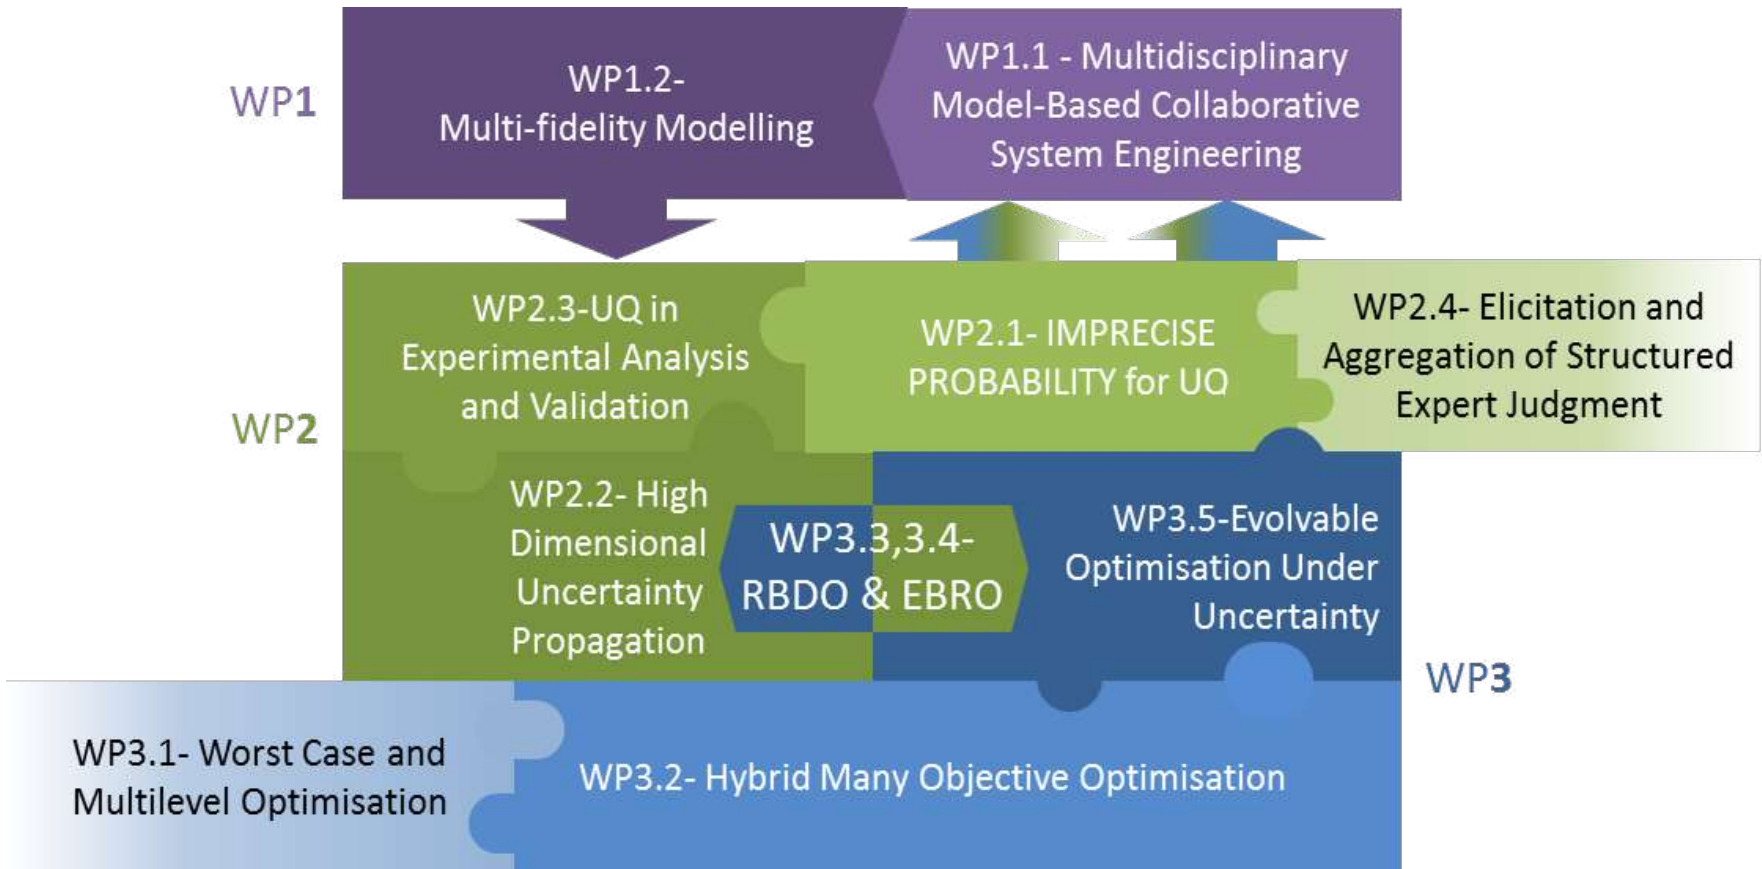 WP1
WP1.2-
Multi-fidelity Modelling
WP1.1 - Multidisciplinary
Model-Based Collaborative
System Engineering
WP2
WP2.3-UQ in
Experimental Analysis
and Validation
WP2.1- IMPRECISE
PROBABILITY for UQ
WP2.4- Elicitation and
Aggregation of Structured
Expert Judgment
WP2.2- High
Dimensional
Uncertainty
Propagation
WP3.3,3.4-
RBDO & EBRO
WP3.5-Evolvable
Optimisation Under
Uncertainty
WP3
WP3.1- Worst Case and
Multilevel Optimisation
WP3.2- Hybrid Many Objective Optimisation